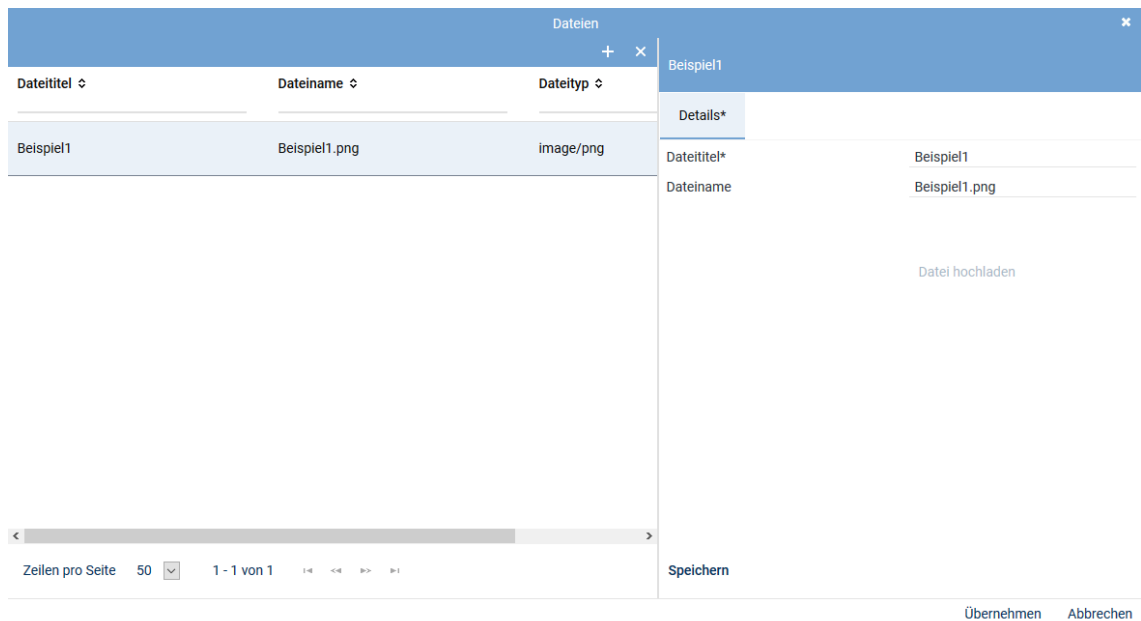 Dateien
Beispiel1
Dateititel Dateiname Dateityp
Beispiel1 Beispiel1.png image/png
Details*
Dateititel* Beispiel1
Dateiname Beispiel1.png
Datei hochladen
Zeilen pro Seite 50 1 - 1 von 1
Speichern
Übernehmen Abbrechen